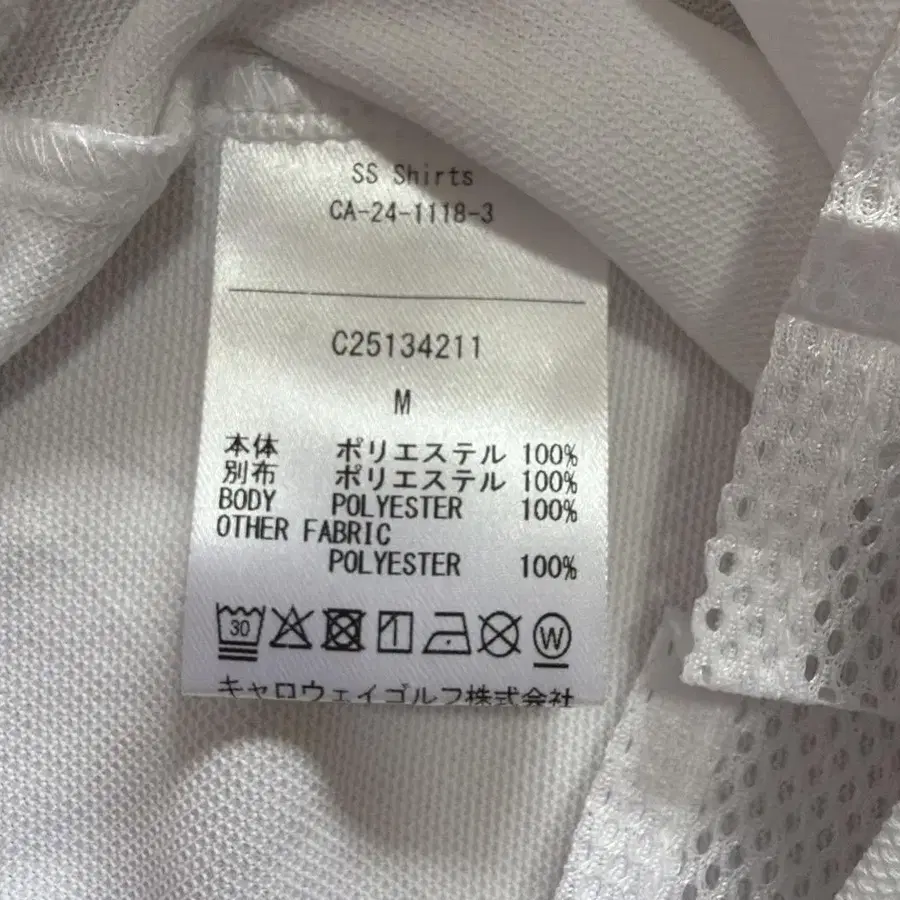 SS Shirts
CA-24-1118-3
C25134211
M
本体 ポリエステル 100%
別布 ポリエステル 100%
BODY POLYESTER 100%
OTHER FABRIC
POLYESTER 100%
30 W
キャロウェイゴルフ株式会社